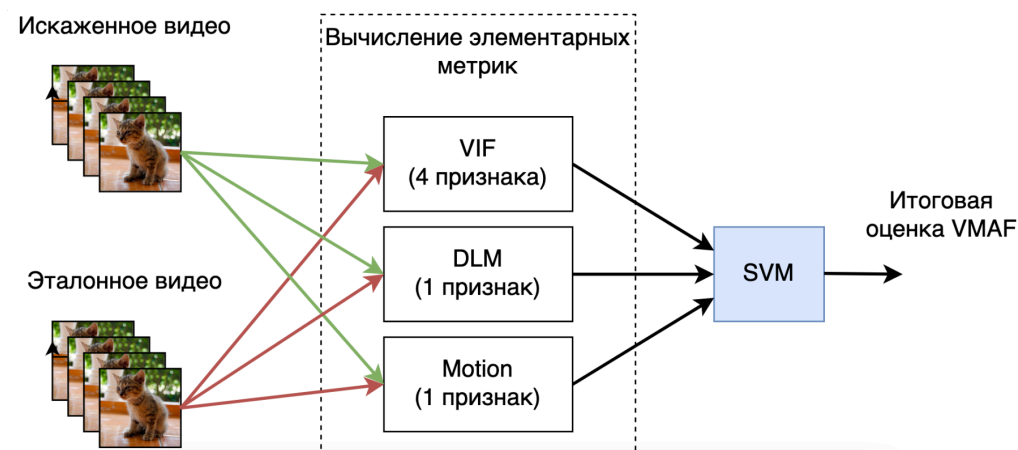 Искаженное видео
Вычисление элементарных
метрик
VIF
(4 признака)
Итоговая
оценка VMAF
DLM
(1 признак)
SVM
Эталонное видео
Motion
(1 признак)